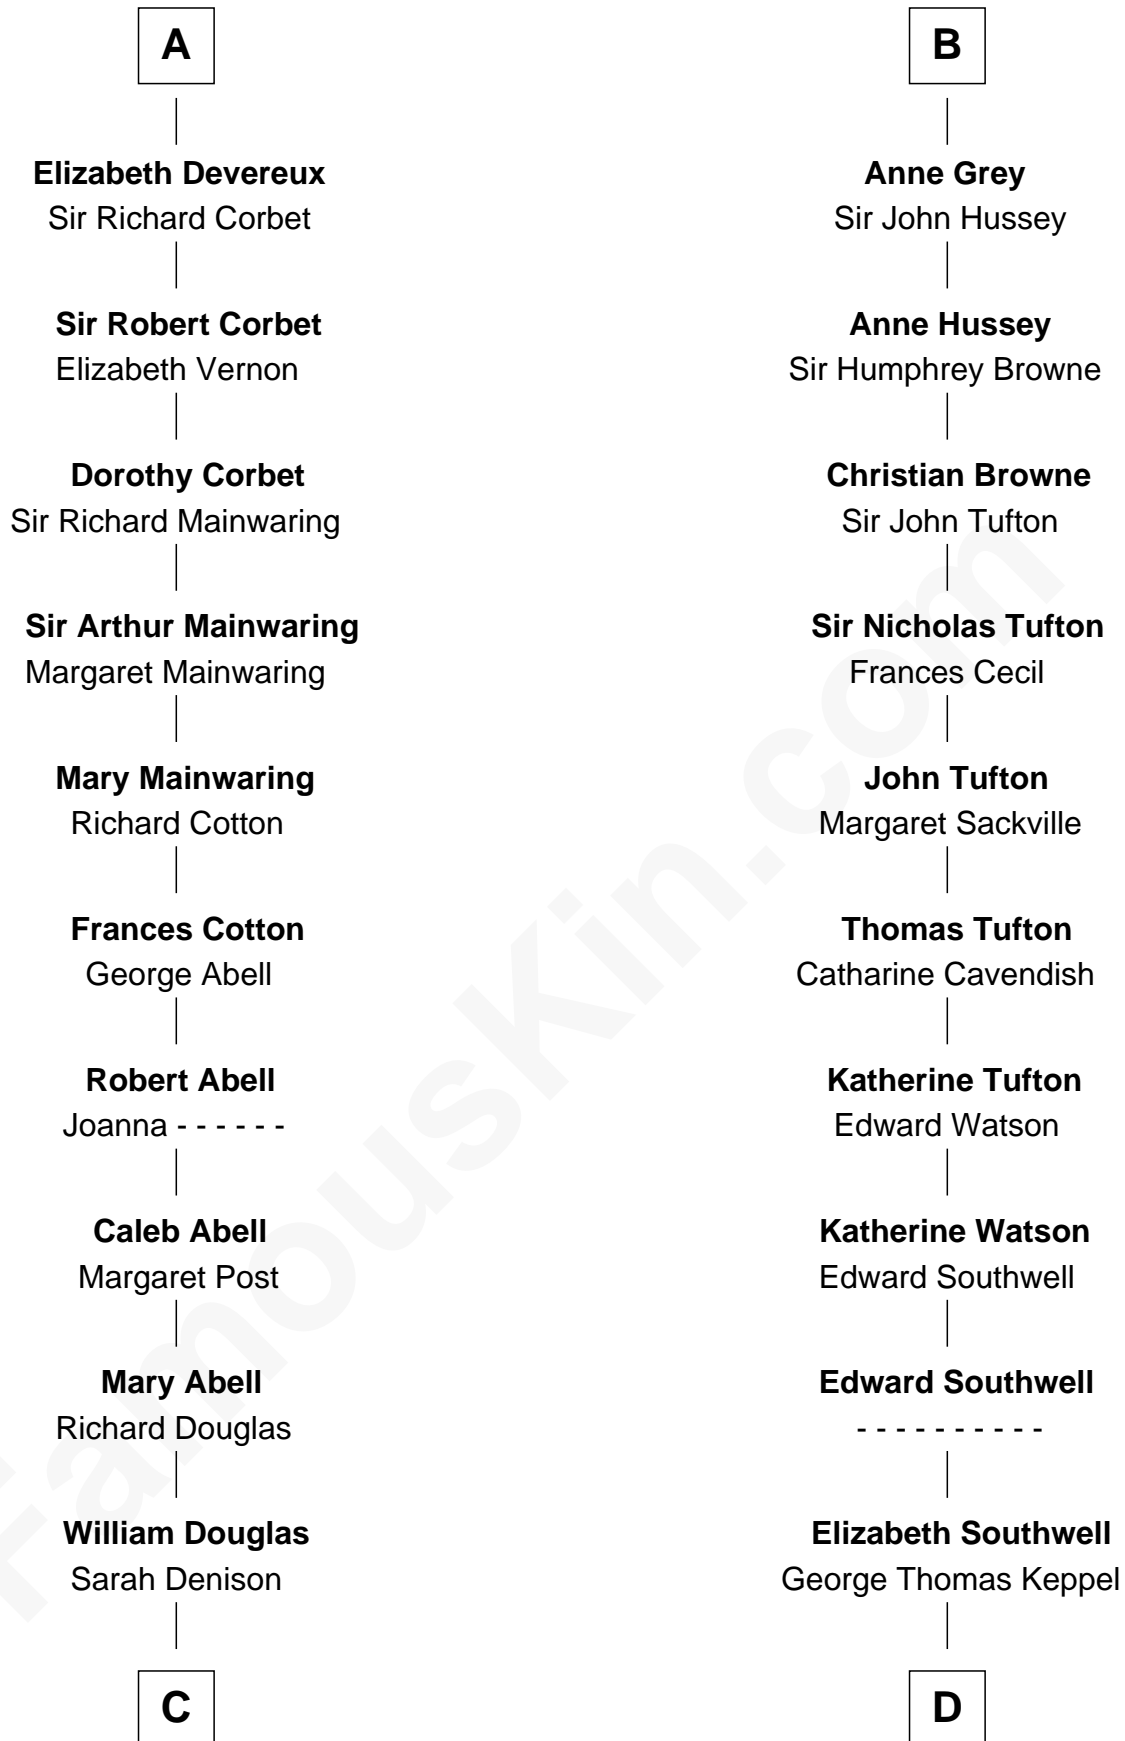 A
Elizabeth Devereux
Sir Richard Corbet
Sir Robert Corbet
Elizabeth Vernon
Dorothy Corbet
Sir Richard Mainwaring
Sir Arthur Mainwaring
Margaret Mainwaring
Mary Mainwaring
Richard Cotton
Frances Cotton
George Abell
Robert Abell
Joanna - - - - - -
Caleb Abell
Margaret Post
Mary Abell
Richard Douglas
William Douglas
Sarah Denison
C
B
Anne Grey
Sir John Hussey
Anne Hussey
Sir Humphrey Browne
Christian Browne
Sir John Tufton
Sir Nicholas Tufton
Frances Cecil
John Tufton
Margaret Sackville
Thomas Tufton
Catharine Cavendish
Katherine Tufton
Edward Watson
Katherine Watson
Edward Southwell
Edward Southwell
- - - - - - - - - -
Elizabeth Southwell
George Thomas Keppel
D
FamousKin.com